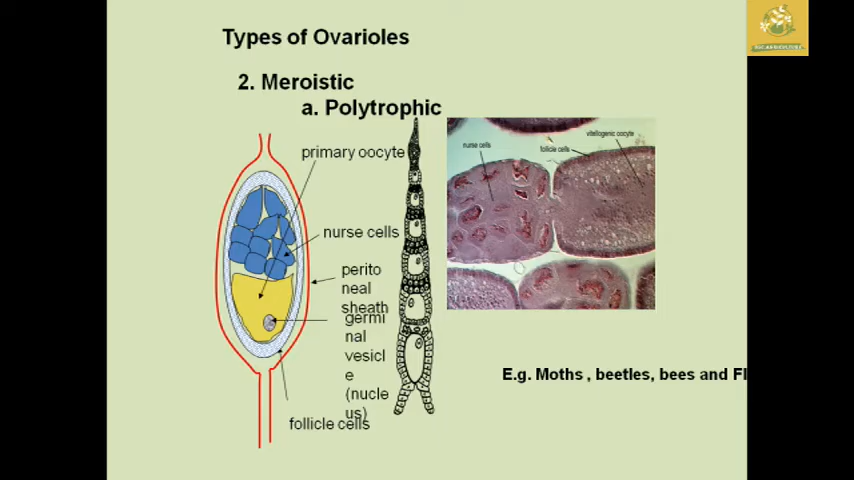 Types of Ovarioles
2. Meroistic
a. Polytrophic
primary oocyte
nurse cells
perito
neal
sheath
germi
nal
vesicl
e
(nucle
us)
follicle cells
nurse cells
follicle cells
vitellogenic oocyte
E.g. Moths , beetles, bees and Fl